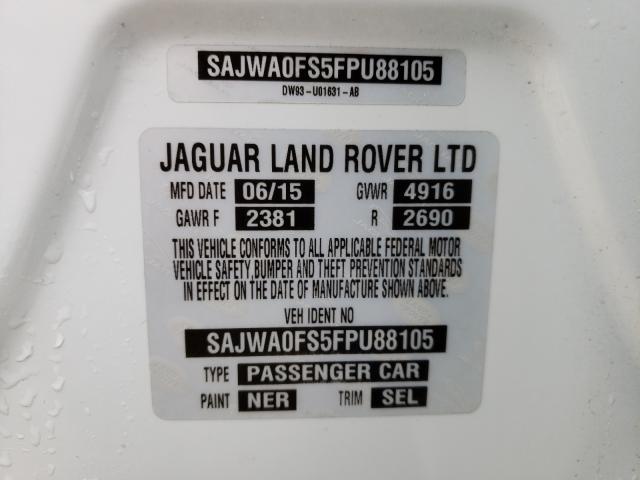 SAJWA0FS5FPU88105
DW93-U01631-AB
JAGUAR LAND ROVER LTD
MFD DATE 06/15 GVWR 4916
GAWR F 2381 R 2690
THIS VEHICLE CONFORMS TO ALL APPLICABLE FEDERAL MOTOR
VEHICLE SAFETY,BUMPER AND THEFT PREVENTION STANDARDS
IN EFFECT ON THE DATE OF MANUFACTURE SHOWN ABOVE.
VEH IDENT NO
SAJWA0FS5FPU88105
TYPE PASSENGER CAR
PAINT NER TRIM SEL